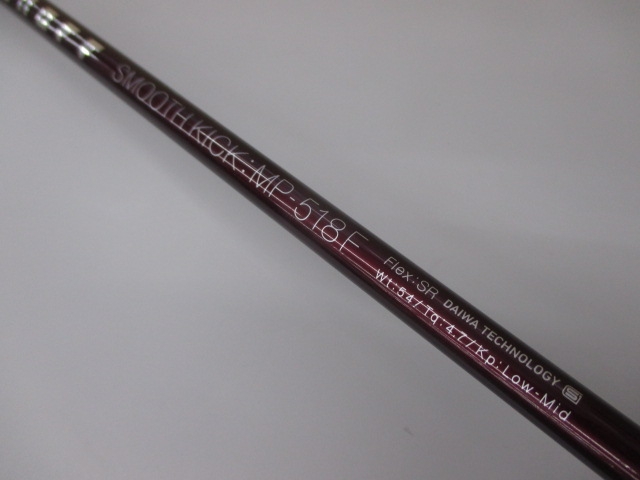 SMOOTH KICK:MP-518F
Flex:SR DAIWA TECHNOLOGY S
Wt:54/Tq:4.7/Kp:Low-Mid